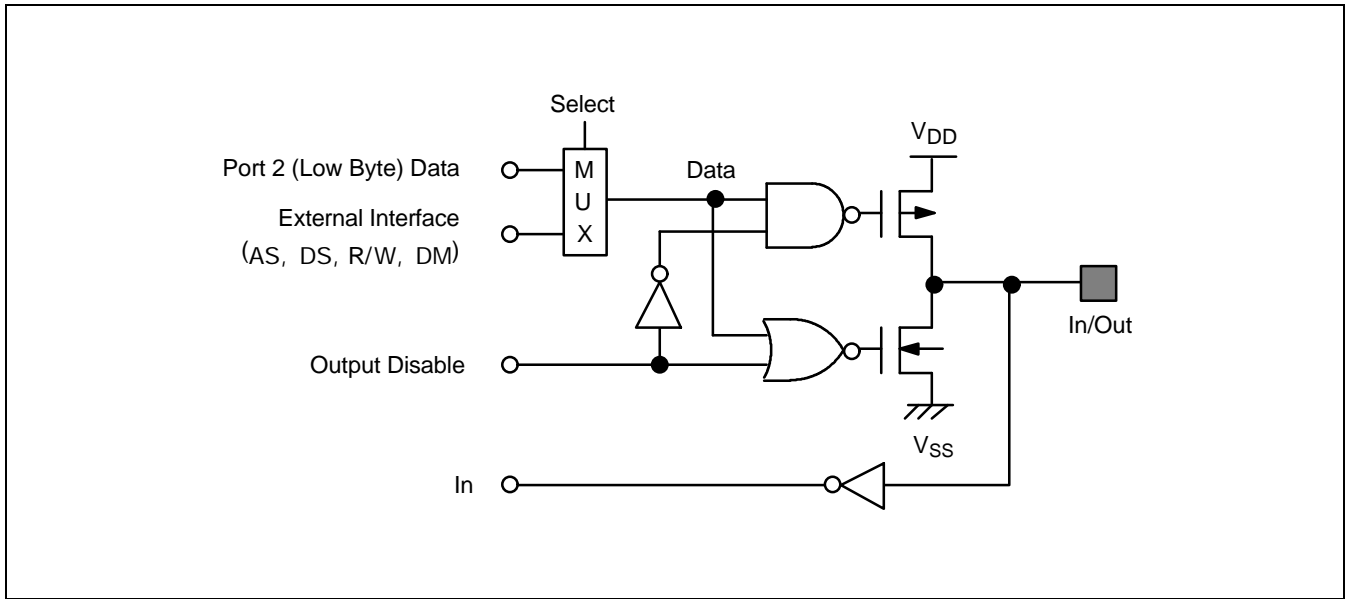 Select
Port 2 (Low Byte) Data
External Interface
(AS, DS, R/W, DM)
M
U
X
Data
VDD
In/Out
Output Disable
VSS
In